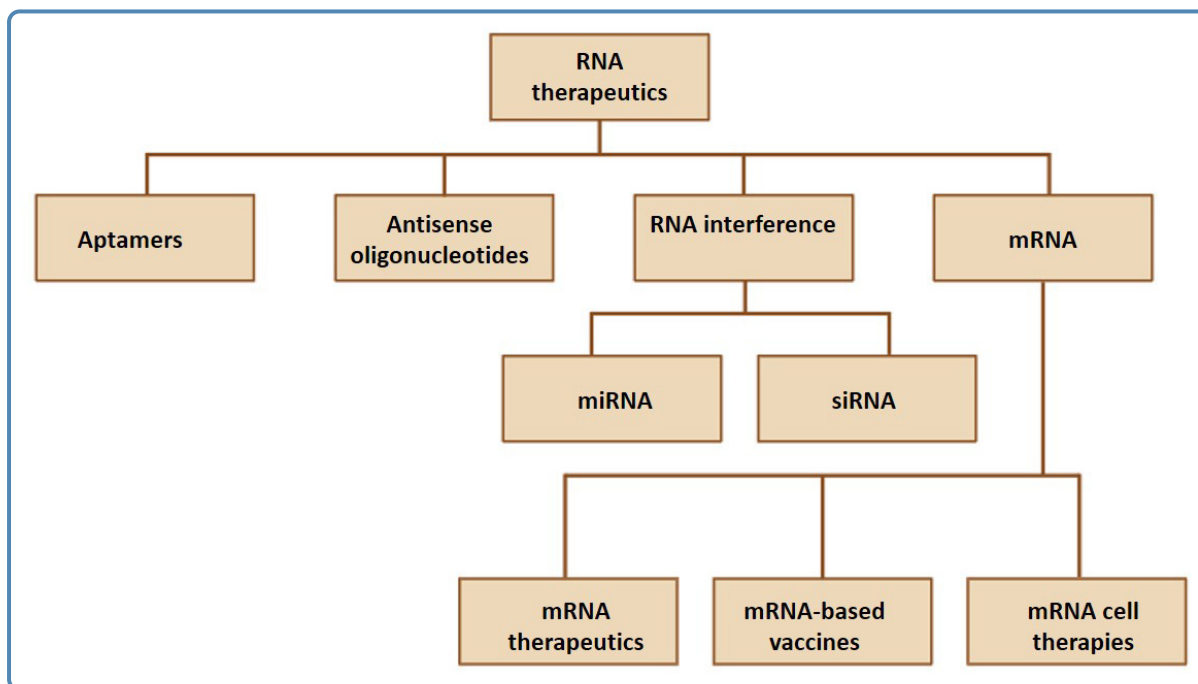 RNA
therapeutics
Aptamers
Antisense
oligonucleotides
RNA interference
mRNA
miRNA
siRNA
mRNA
therapeutics
mRNA-based
vaccines
mRNA cell
therapies